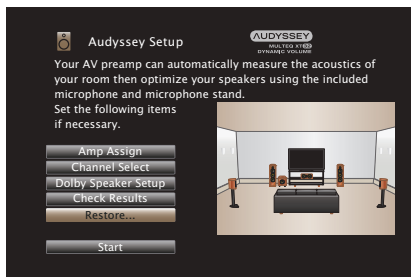 Audyssey Setup
AUDYSSEY
MULTEQ XT32
DYNAMIC VOLUME
Your AV preamp can automatically measure the acoustics of
your room then optimize your speakers using the included
microphone and microphone stand.
Set the following items
if necessary.
Amp Assign
Channel Select
Dolby Speaker Setup
Check Results
Restore...
Start